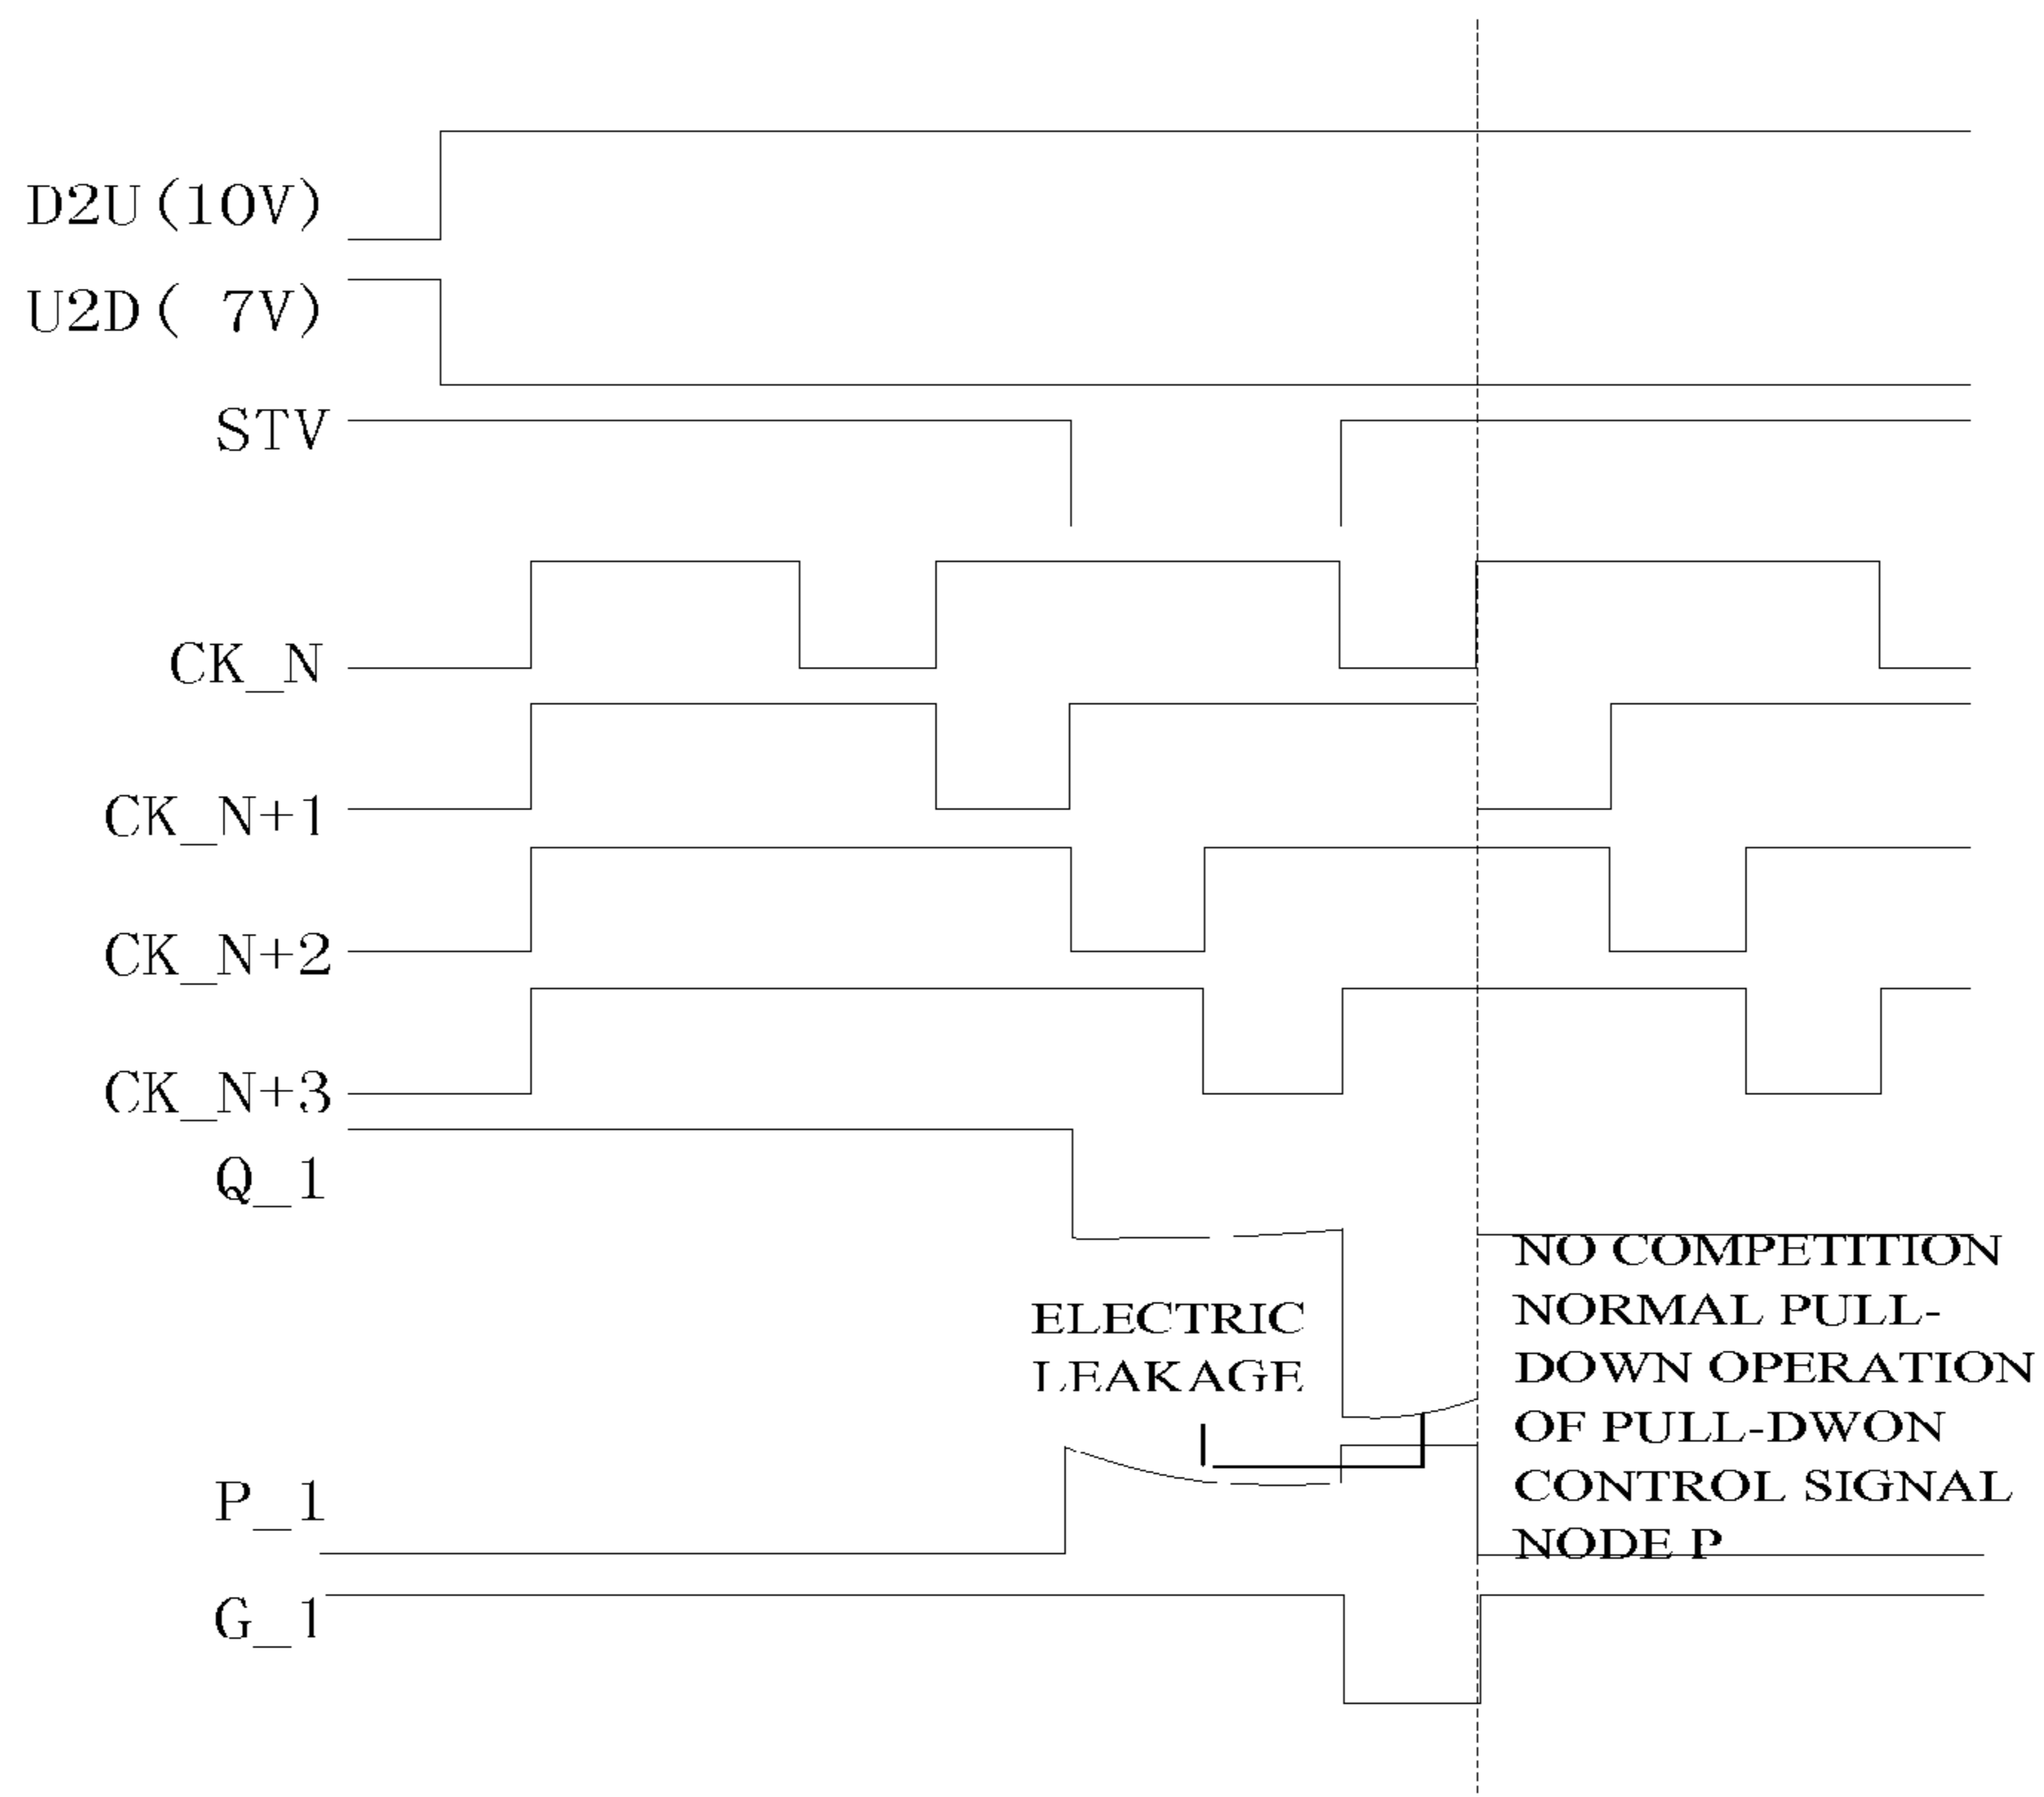 D2U(10V)
U2D( 7V)
STV
CK_N
CK_N+1
CK_N+2
CK_N+3
Q_1
ELECTRIC
LEAKAGE
NO COMPETITION
NORMAL PULL-
DOWN OPERATION
OF PULL-DWON
CONTROL SIGNAL
NODE P
P_1
G_1